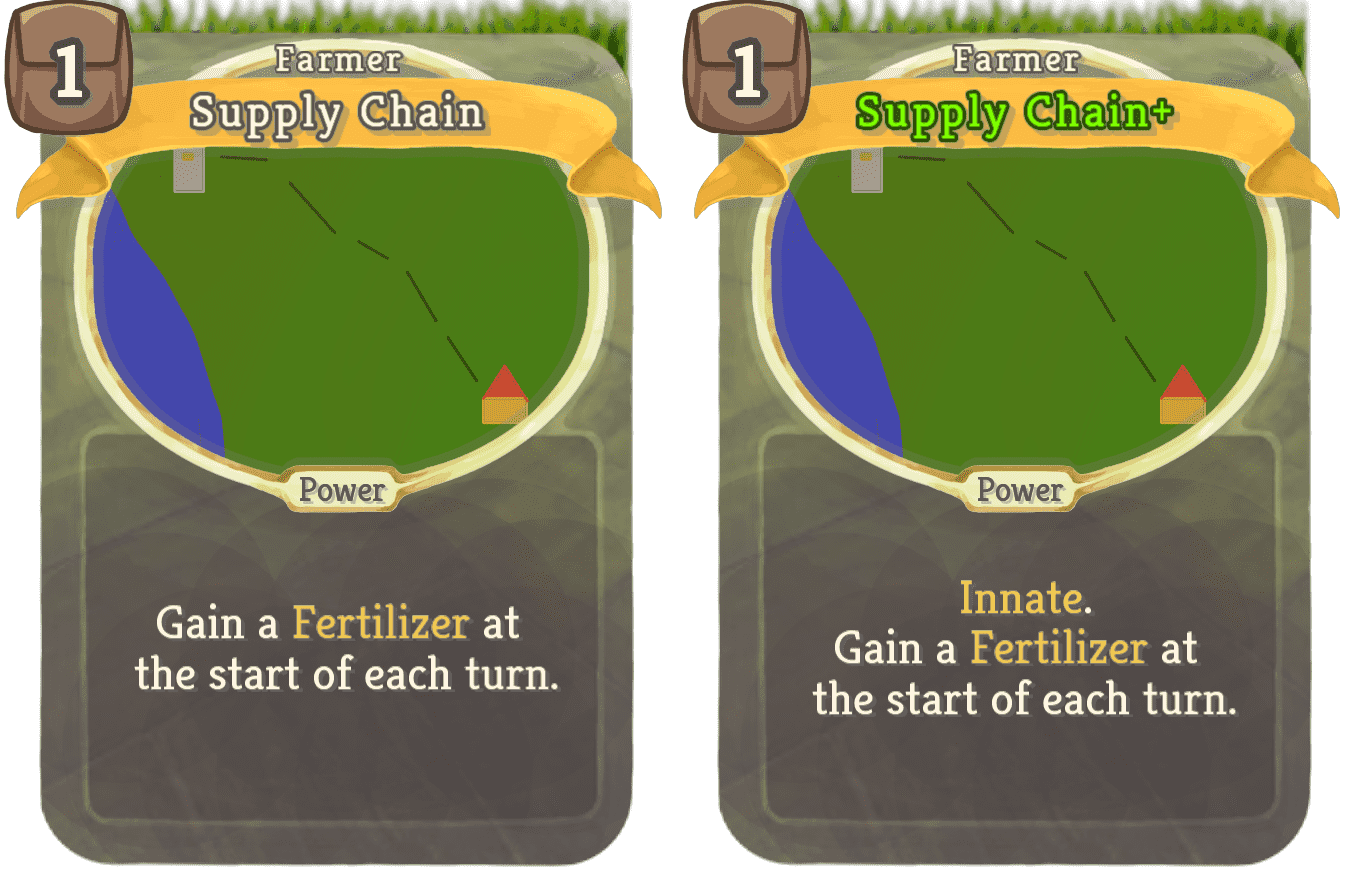 1
Farmer
Supply Chain
Power
Gain a Fertilizer at
the start of each turn.
1
Farmer
Supply Chain+
Power
Innate.
Gain a Fertilizer at
the start of each turn.